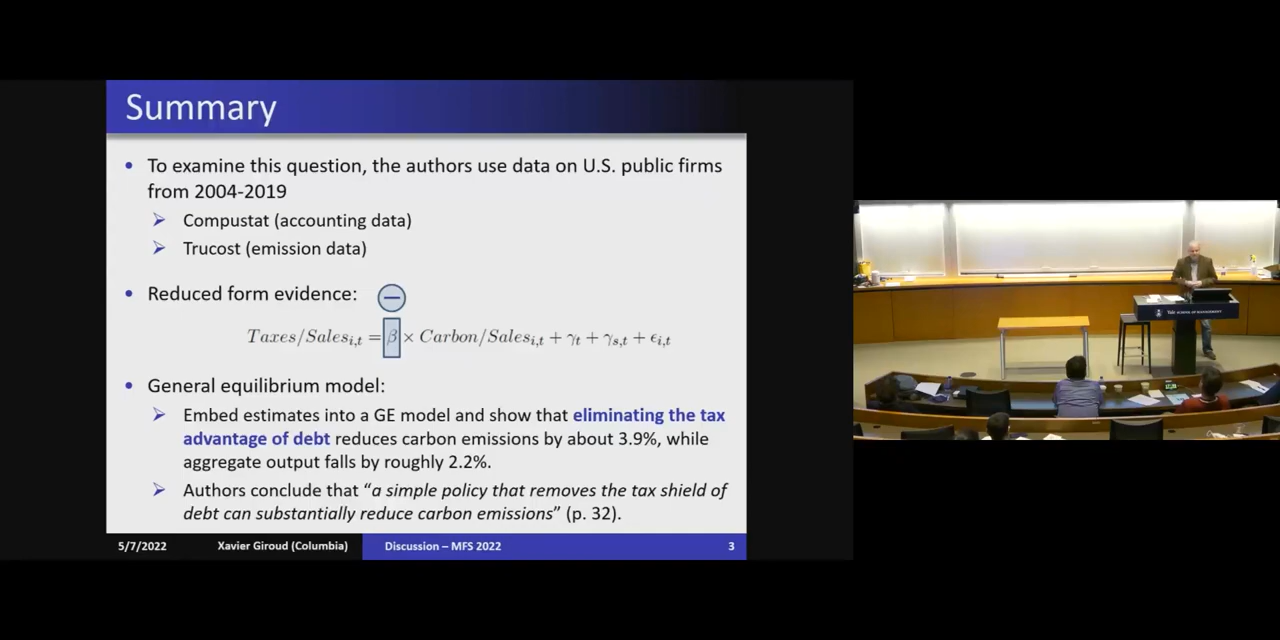 Summary
• To examine this question, the authors use data on U.S. public firms
from 2004-2019
➢ Compustat (accounting data)
➢ Trucost (emission data)
• Reduced form evidence:
−
Taxes/Sales_{i,t} = β × Carbon/Sales_{i,t} + γ_t + γ_{s,t} + ϵ_{i,t}
• General equilibrium model:
➢ Embed estimates into a GE model and show that eliminating the tax
advantage of debt reduces carbon emissions by about 3.9%, while
aggregate output falls by roughly 2.2%.
➢ Authors conclude that “a simple policy that removes the tax shield of
debt can substantially reduce carbon emissions” (p. 32).
5/7/2022 Xavier Giroud (Columbia) Discussion – MFS 2022 3
Yale SCHOOL OF MANAGEMENT